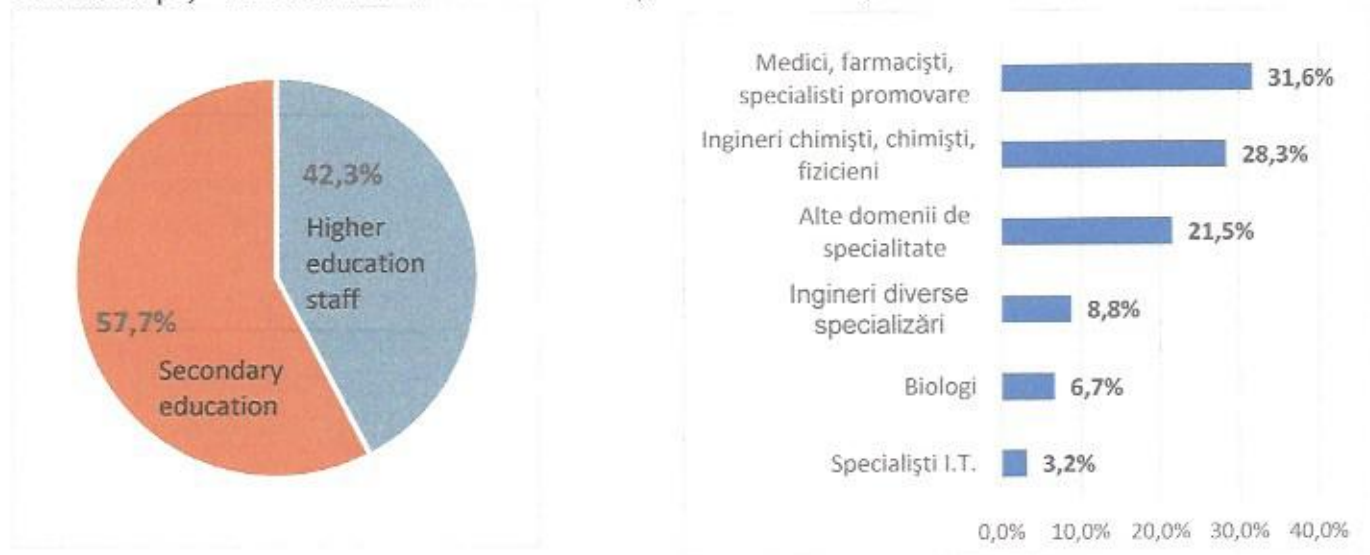 42,3%
Higher
education
staff
57,7%
Secondary
education
Medici, farmacişti,
specialisti promovare
31,6%
Ingineri chimişti, chimişti,
fizicieni
28,3%
Alte domenii de
specialitate
21,5%
Ingineri diverse
specializări
8,8%
Biologi
6,7%
Specialişti I.T.
3,2%
0,0% 10,0% 20,0% 30,0% 40,0%